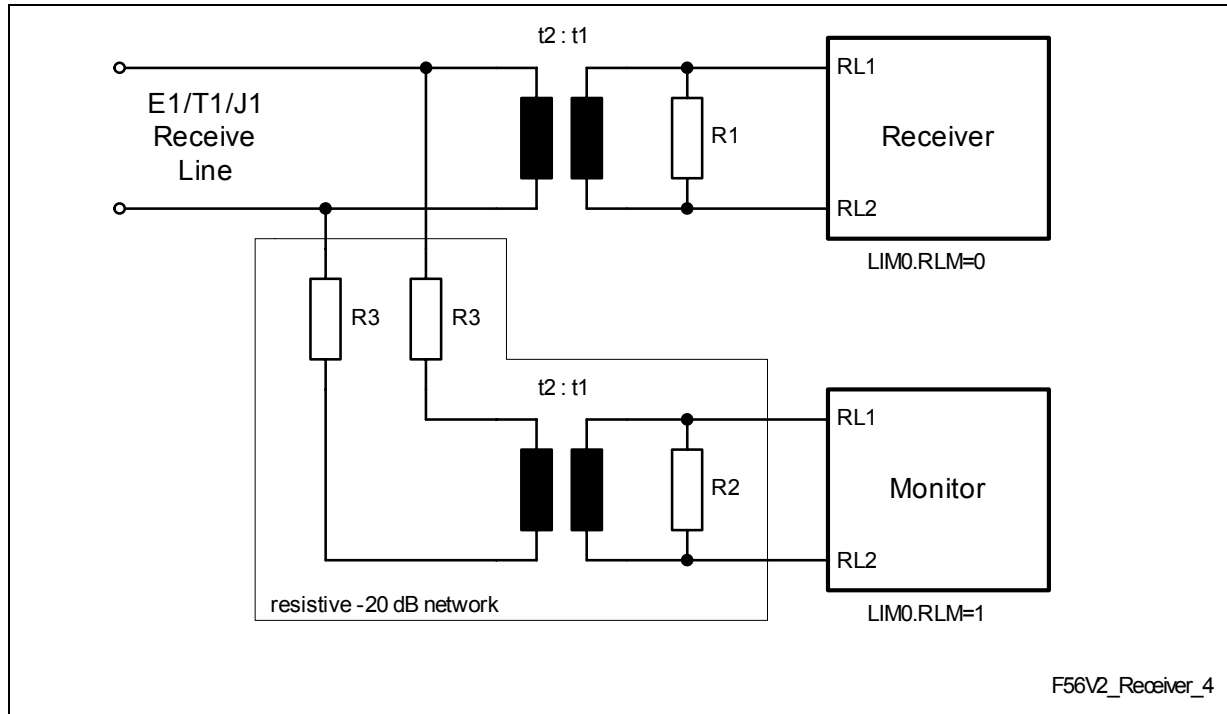 t2 : t1
E1/T1/J1
Receive
Line
R1
RL1
Receiver
RL2
LIM0.RLM=0
R3
R3
t2 : t1
R2
RL1
Monitor
RL2
resistive -20 dB network
LIM0.RLM=1
F56V2_Receiver_4